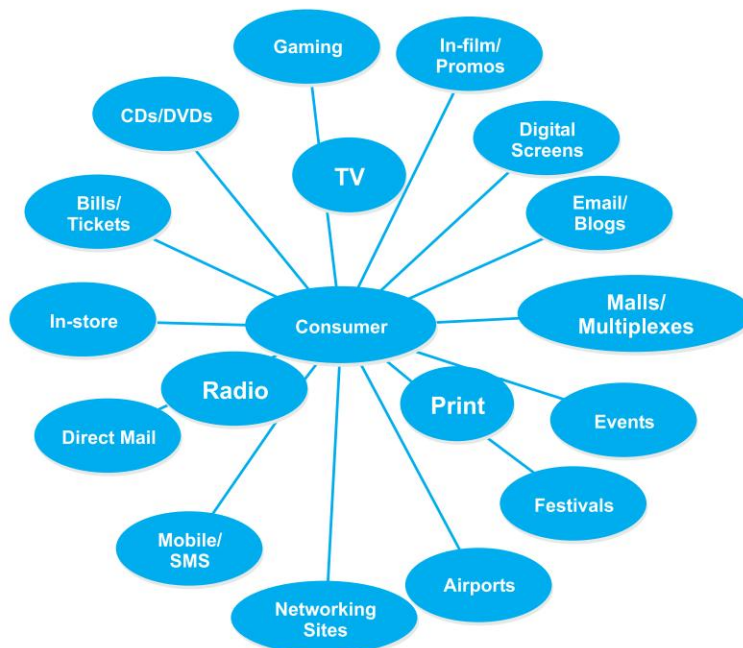 Gaming
In-film/
Promos
CDs/DVDs
Digital
Screens
TV
Bills/
Tickets
Email/
Blogs
In-store
Consumer
Malls/
Multiplexes
Radio
Print
Direct Mail
Events
Festivals
Mobile/
SMS
Airports
Networking
Sites